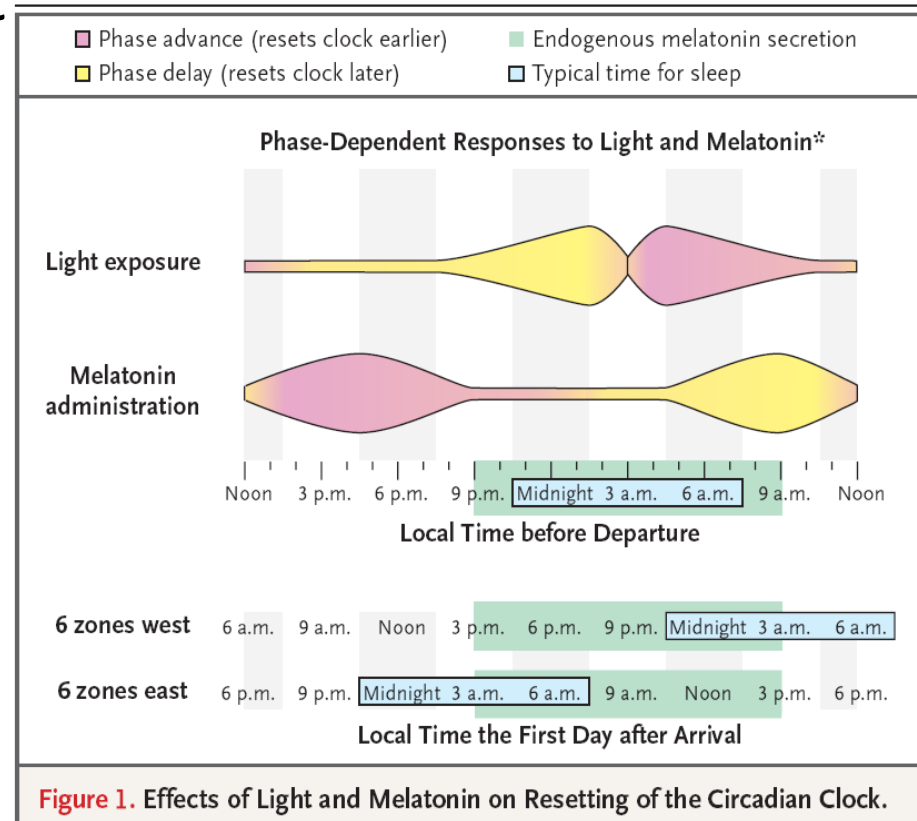 Phase advance (resets clock earlier)
Endogenous melatonin secretion
Phase delay (resets clock later)
Typical time for sleep
Phase-Dependent Responses to Light and Melatonin*
Light exposure
Melatonin
administration
Noon 3 p.m. 6 p.m. 9 p.m. Midnight 3 a.m. 6 a.m. 9 a.m. Noon
Local Time before Departure
6 zones west 6 a.m. 9 a.m. Noon 3 p.m. 6 p.m. 9 p.m. Midnight 3 a.m. 6 a.m.
6 zones east 6 p.m. 9 p.m. Midnight 3 a.m. 6 a.m. 9 a.m. Noon 3 p.m. 6 p.m.
Local Time the First Day after Arrival
Figure 1. Effects of Light and Melatonin on Resetting of the Circadian Clock.